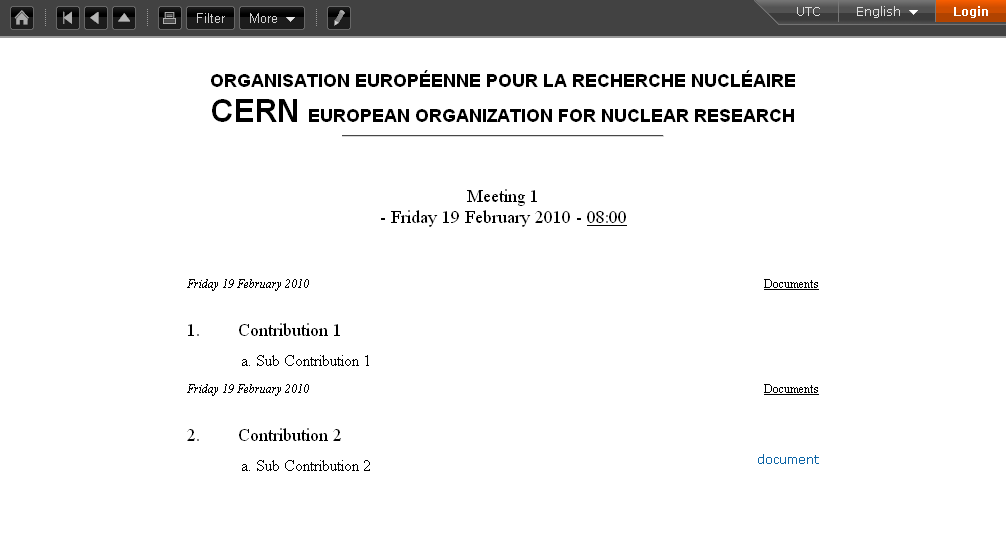 Filter More UTC English Login
ORGANISATION EUROPÉENNE POUR LA RECHERCHE NUCLÉAIRE
CERN EUROPEAN ORGANIZATION FOR NUCLEAR RESEARCH
Meeting 1
- Friday 19 February 2010 - 08:00
Friday 19 February 2010 Documents
1. Contribution 1
a. Sub Contribution 1
Friday 19 February 2010 Documents
2. Contribution 2
a. Sub Contribution 2 document